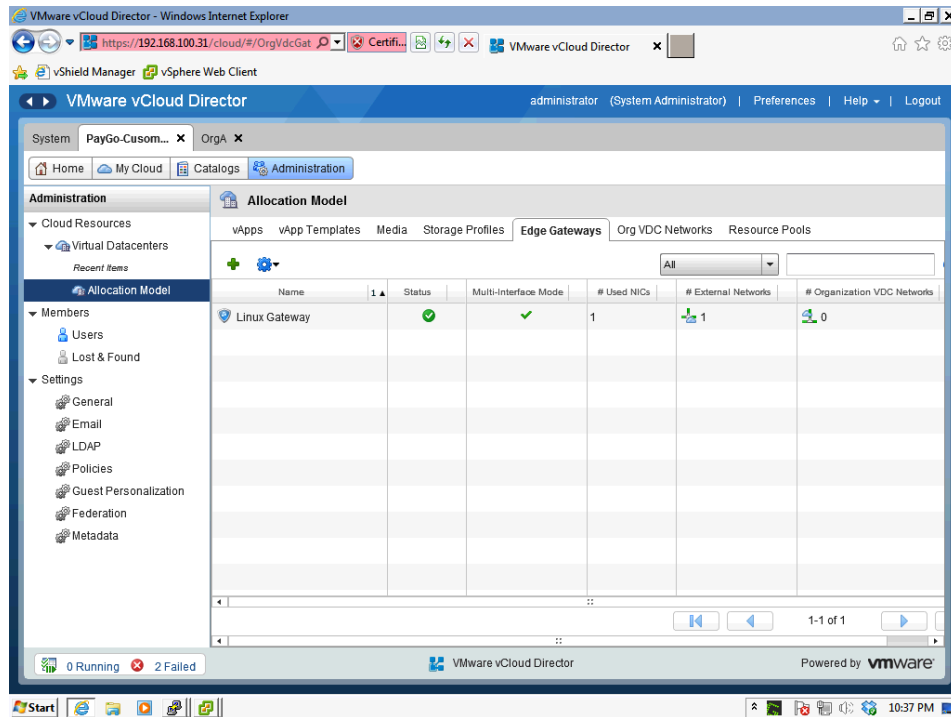 VMware vCloud Director - Windows Internet Explorer
https://192.168.100.31/cloud/#/OrgVdcGat
Certifi...
VMware vCloud Director
vShield Manager
vSphere Web Client
VMware vCloud Director
administrator (System Administrator) | Preferences | Help | Logout
System
PayGo-Cusom...
OrgA
Home
My Cloud
Catalogs
Administration
Administration
Allocation Model
Cloud Resources
Virtual Datacenters
Recent Items
Allocation Model
Members
Users
Lost & Found
Settings
General
Email
LDAP
Policies
Guest Personalization
Federation
Metadata
vApps
vApp Templates
Media
Storage Profiles
Edge Gateways
Org VDC Networks
Resource Pools
All
Name 1 Status Multi-Interface Mode # Used NICs # External Networks # Organization VDC Networks
Linux Gateway 1 1 0
1-1 of 1
0 Running 2 Failed
VMware vCloud Director
Powered by vmware
Start
10:37 PM